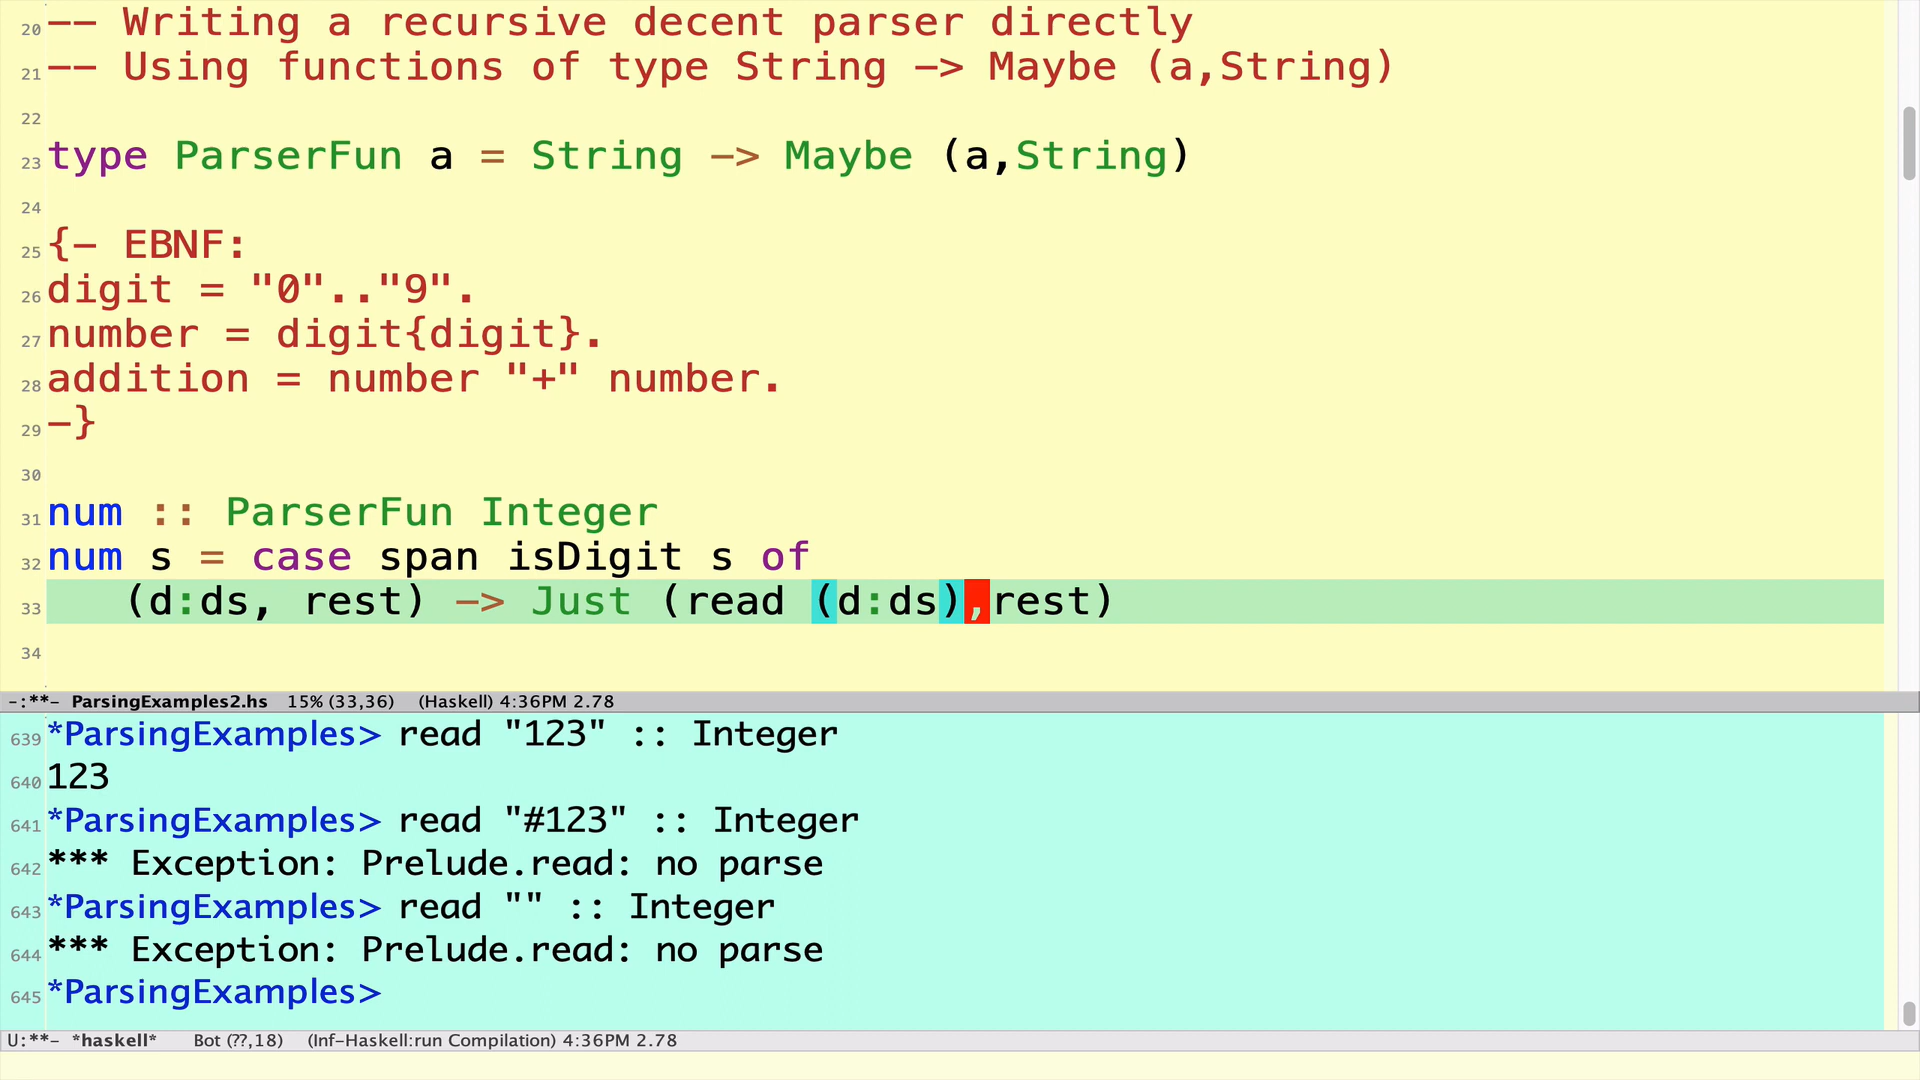 20 -- Writing a recursive decent parser directly
21 -- Using functions of type String -> Maybe (a,String)
22
23 type ParserFun a = String -> Maybe (a,String)
24
25 {- EBNF:
26 digit = "0".."9".
27 number = digit{digit}.
28 addition = number "+" number.
29 -}
30
31 num :: ParserFun Integer
32 num s = case span isDigit s of
33    (d:ds, rest) -> Just (read (d:ds),rest)
34
-:**-  ParsingExamples2.hs   15% (33,36)   (Haskell) 4:36PM 2.78
639 *ParsingExamples> read "123" :: Integer
640 123
641 *ParsingExamples> read "#123" :: Integer
642 *** Exception: Prelude.read: no parse
643 *ParsingExamples> read "" :: Integer
644 *** Exception: Prelude.read: no parse
645 *ParsingExamples>
U:**-  *haskell*     Bot (??,18)   (Inf-Haskell:run Compilation) 4:36PM 2.78